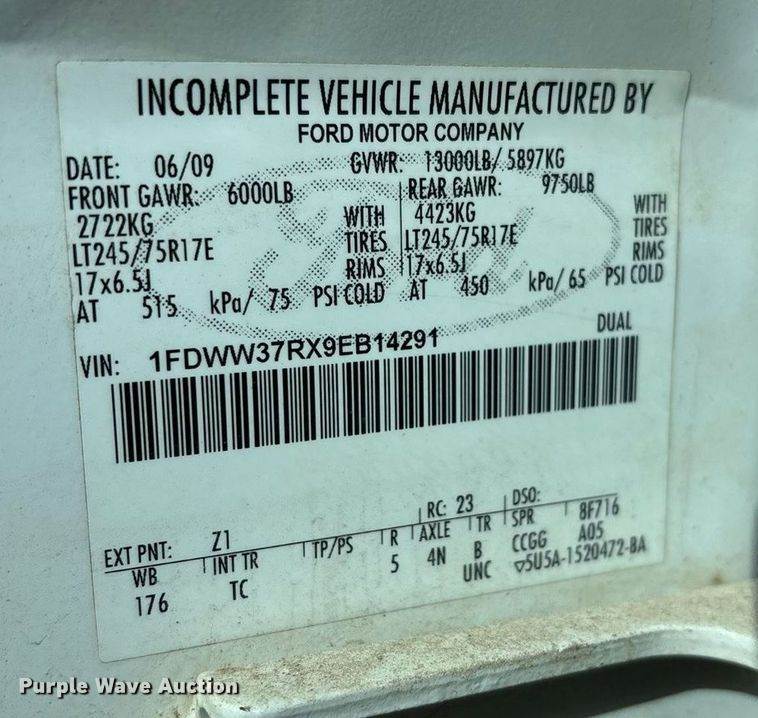 INCOMPLETE VEHICLE MANUFACTURED BY
FORD MOTOR COMPANY
DATE: 06/09 GVWR: 13000LB/ 5897KG
FRONT GAWR: 6000LB REAR GAWR: 9750LB
2722KG WITH 4423KG WITH
LT245/75R17E TIRES LT245/75R17E TIRES
17x6.5J RIMS 17x6.5J RIMS
AT 515 kPa/ 75 PSI COLD AT 450 kPa/ 65 PSI COLD
DUAL
VIN: 1FDWW37RX9EB14291
EXT PNT: Z1 RC: 23 DSO: 8F716
WB INT TR TP/PS R AXLE TR SPR A05
176 TC 5 4N B CCGG
UNC ▽5U5A-1520472-BA
Purple Wave Auction